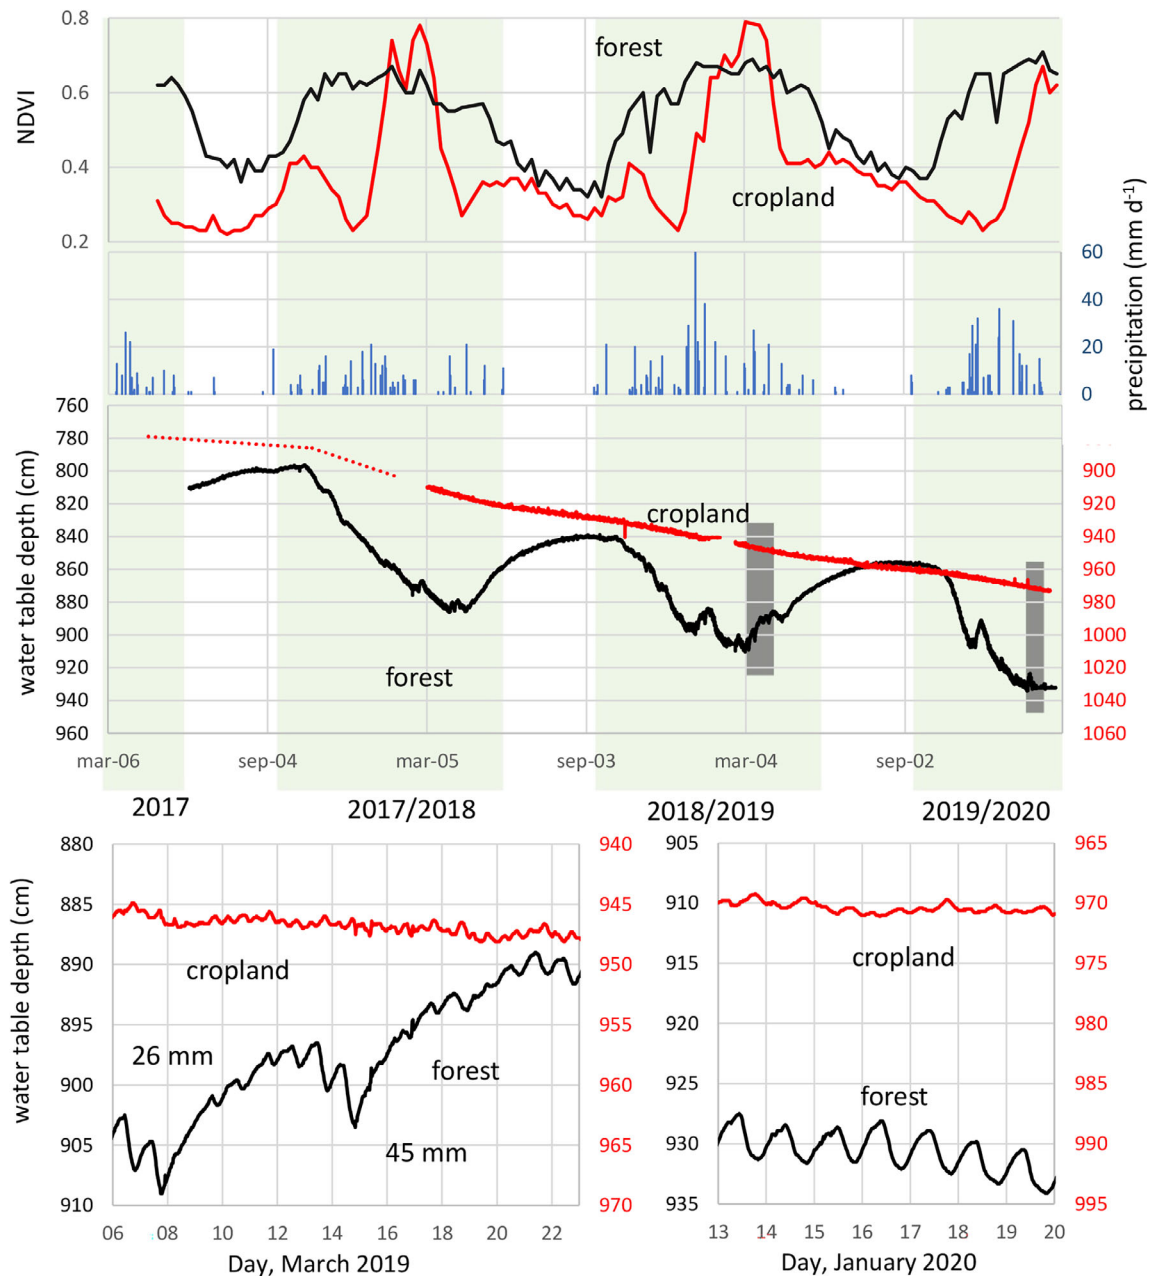 0.8
0.6
0.4
0.2
NDVI
forest
cropland
60
40
20
0
precipitation (mm d⁻¹)
760
780
800
820
840
860
880
900
920
940
960
water table depth (cm)
cropland
forest
900
920
940
960
980
1000
1020
1040
1060
mar-06 sep-04 mar-05 sep-03 mar-04 sep-02
2017 2017/2018 2018/2019 2019/2020
880
885
890
895
900
905
910
water table depth (cm)
cropland
26 mm
forest
45 mm
940
945
950
955
960
965
970
06 08 10 12 14 16 18 20 22
Day, March 2019
905
910
915
920
925
930
935
cropland
forest
965
970
975
980
985
990
995
13 14 15 16 17 18 19 20
Day, January 2020